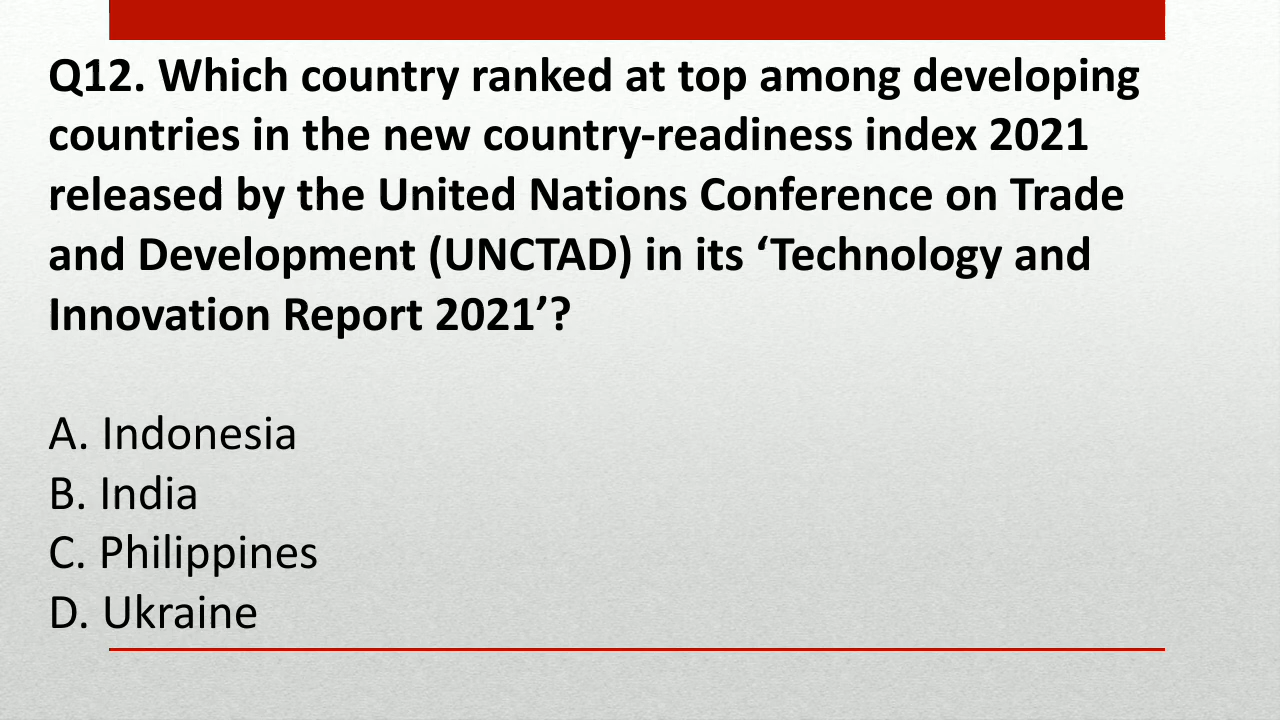 Q12. Which country ranked at top among developing
countries in the new country-readiness index 2021
released by the United Nations Conference on Trade
and Development (UNCTAD) in its ‘Technology and
Innovation Report 2021’?
A. Indonesia
B. India
C. Philippines
D. Ukraine